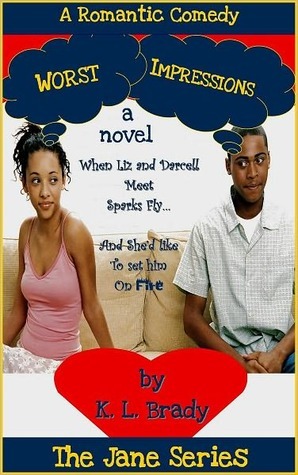 A Romantic Comedy
WORST IMPRESSIONS
a
novel
When Liz and Darcell
Meet
Sparks Fly...
And She'd like
To set him
On Fire
by
K. L. Brady
The Jane Series